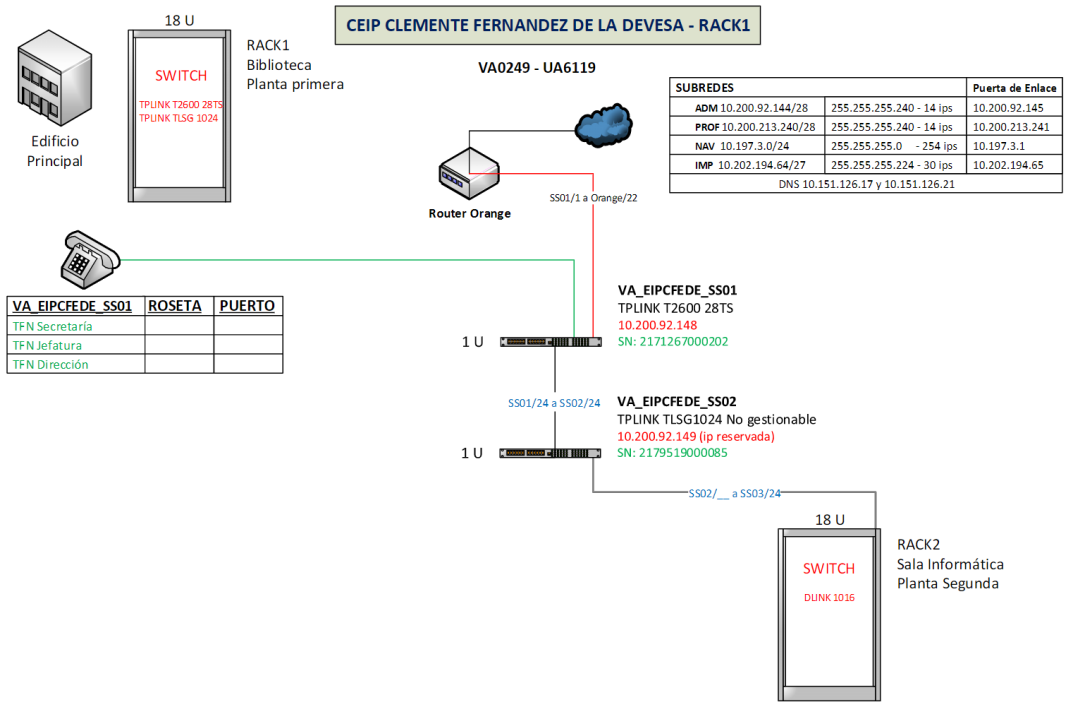 CEIP CLEMENTE FERNANDEZ DE LA DEVESA - RACK1
VA0249 - UA6119
18 U
RACK1
Biblioteca
Planta primera
SWITCH
TPLINK T2600 28TS
TPLINK TLSG 1024
Edificio
Principal
SUBREDES Puerta de Enlace
ADM 10.200.92.144/28 255.255.255.240 - 14 ips 10.200.92.145
PROF 10.200.213.240/28 255.255.255.240 - 14 ips 10.200.213.241
NAV 10.197.3.0/24 255.255.255.0 - 254 ips 10.197.3.1
IMP 10.202.194.64/27 255.255.255.224 - 30 ips 10.202.194.65
DNS 10.151.126.17 y 10.151.126.21
Router Orange
SS01/1 a Orange/22
VA_EIPCFEDE_SS01 ROSETA PUERTO
TFN Secretaría
TFN Jefatura
TFN Dirección
1 U
VA_EIPCFEDE_SS01
TPLINK T2600 28TS
10.200.92.148
SN: 2171267000202
SS01/24 a SS02/24
1 U
VA_EIPCFEDE_SS02
TPLINK TLSG1024 No gestionable
10.200.92.149 (ip reservada)
SN: 2179519000085
SS02/__ a SS03/24
18 U
RACK2
Sala Informática
Planta Segunda
SWITCH
DLINK 1016